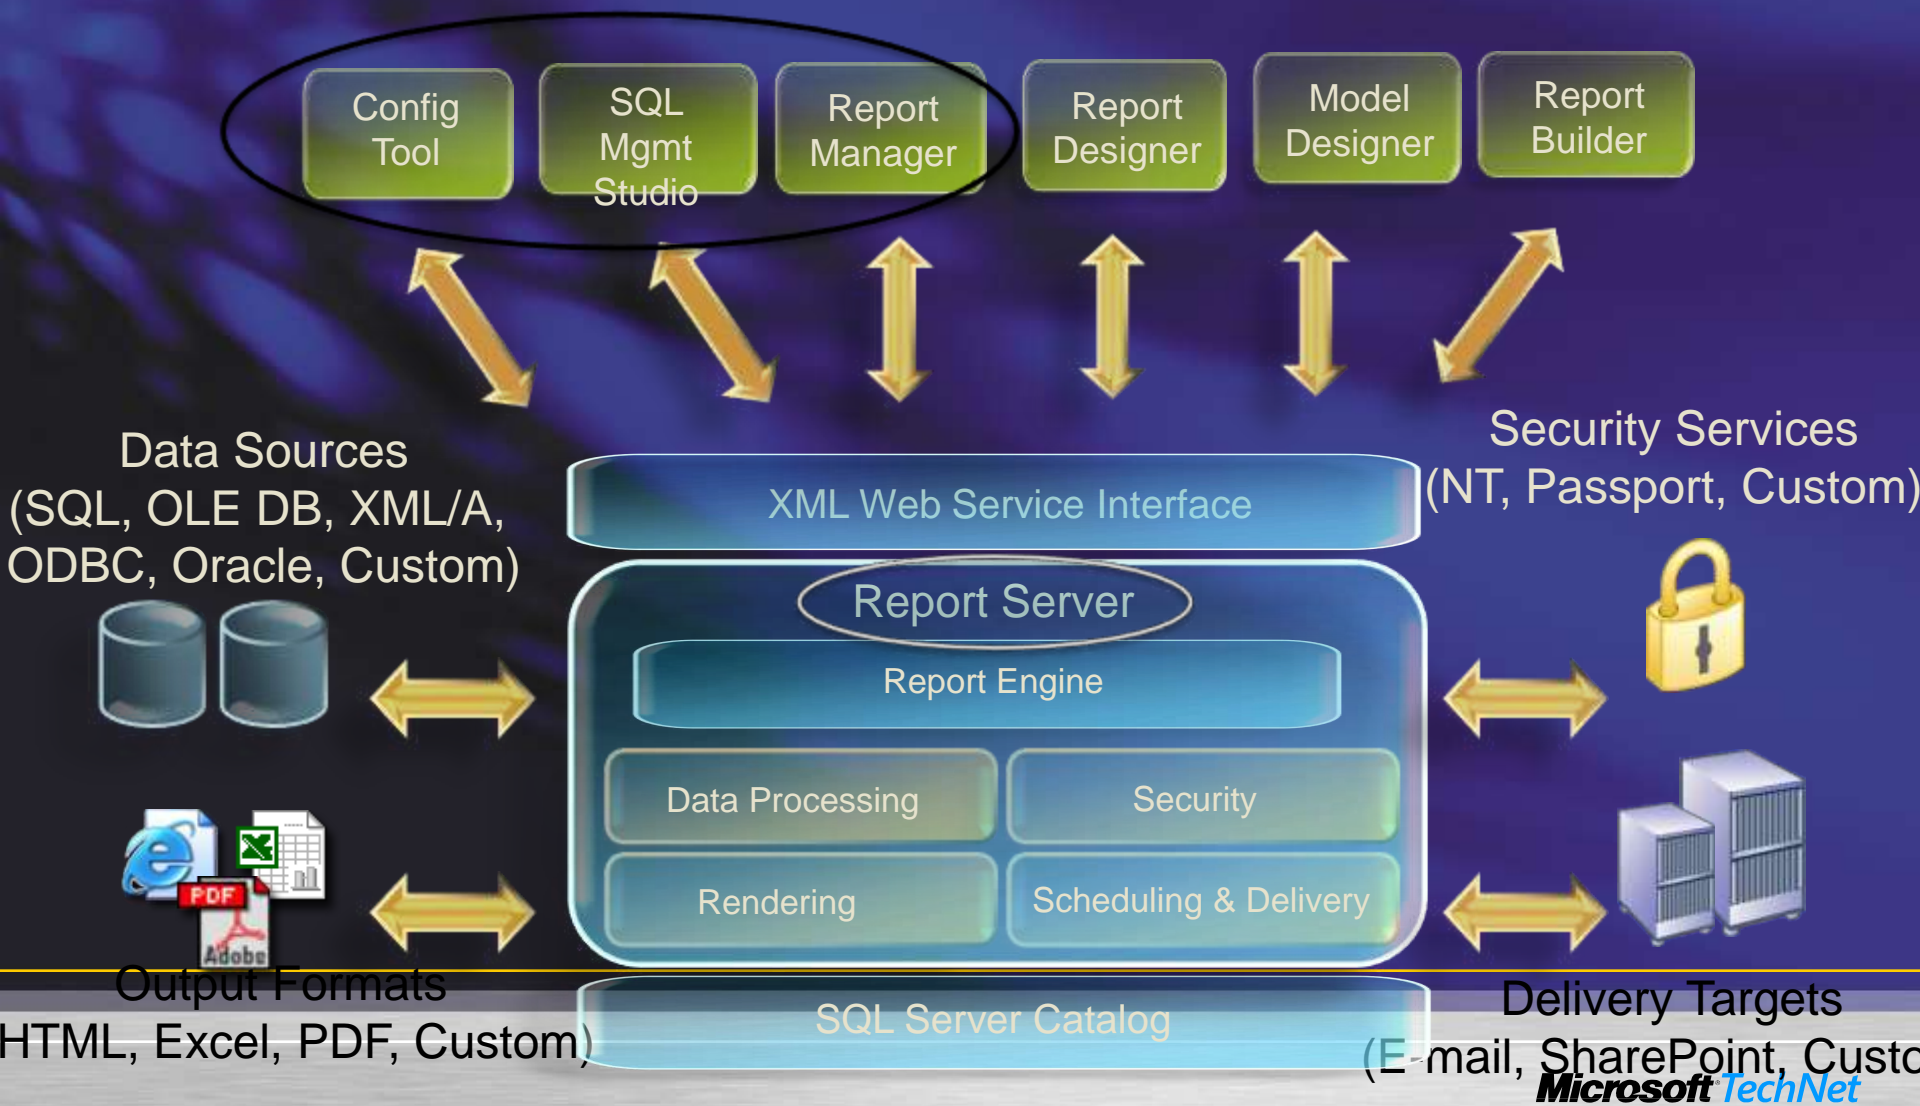 Config
Tool
SQL
Mgmt
Studio
Report
Manager
Report
Designer
Model
Designer
Report
Builder
Data Sources
(SQL, OLE DB, XML/A,
ODBC, Oracle, Custom)
Security Services
(NT, Passport, Custom)
XML Web Service Interface
Report Server
Report Engine
Data Processing
Security
Rendering
Scheduling & Delivery
SQL Server Catalog
PDF
Adobe
Output Formats
HTML, Excel, PDF, Custom)
Delivery Targets
(E-mail, SharePoint, Custo
Microsoft TechNet